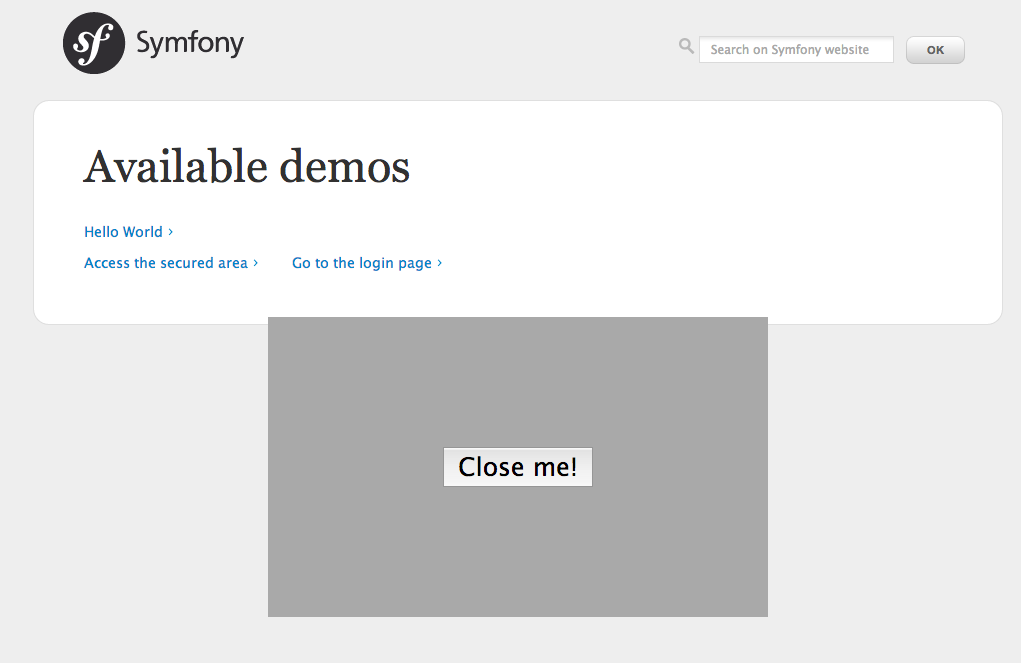 sf Symfony
Search on Symfony website
OK
Available demos
Hello World ›
Access the secured area ›
Go to the login page ›
Close me!